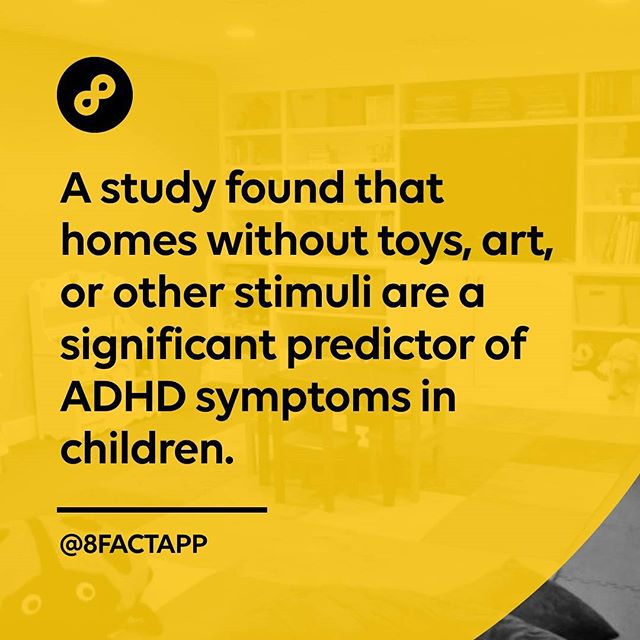 A study found that
homes without toys, art,
or other stimuli are a
significant predictor of
ADHD symptoms in
children.
@8FACTAPP